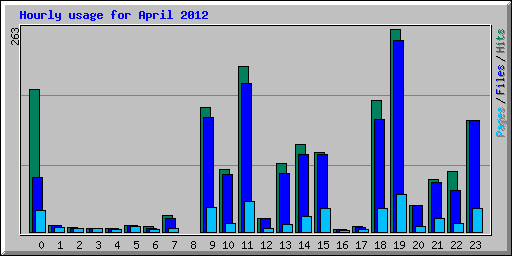 Hourly usage for April 2012
263
Pages / Files / Hits
0 1 2 3 4 5 6 7 8 9 10 11 12 13 14 15 16 17 18 19 20 21 22 23